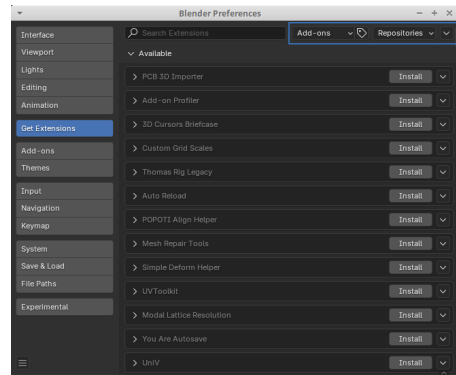 Blender Preferences
Interface
Viewport
Lights
Editing
Animation
Get Extensions
Add-ons
Themes
Input
Navigation
Keymap
System
Save & Load
File Paths
Experimental
Search Extensions
Add-ons
Repositories
Available
PCB 3D Importer Install
Add-on Profiler Install
3D Cursors Briefcase Install
Custom Grid Scales Install
Thomas Rig Legacy Install
Auto Reload Install
POPOTI Align Helper Install
Mesh Repair Tools Install
Simple Deform Helper Install
UVToolkit Install
Modal Lattice Resolution Install
You Are Autosave Install
UniV Install